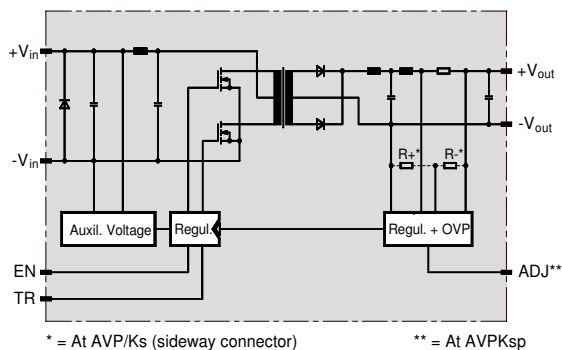 +Vin
+Vout
-Vout
R+*
R-*
-Vin
Auxil. Voltage
Regul.
Regul. + OVP
EN
ADJ**
TR
* = At AVP/Ks (sideway connector)
** = At AVPKsp